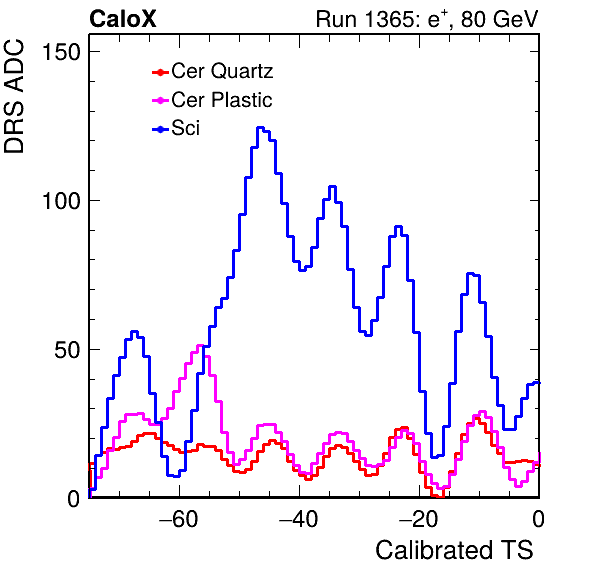 CaloX Run 1365: e⁺, 80 GeV
DRS ADC
150
100
50
0
Cer Quartz
Cer Plastic
Sci
−60 −40 −20 0
Calibrated TS